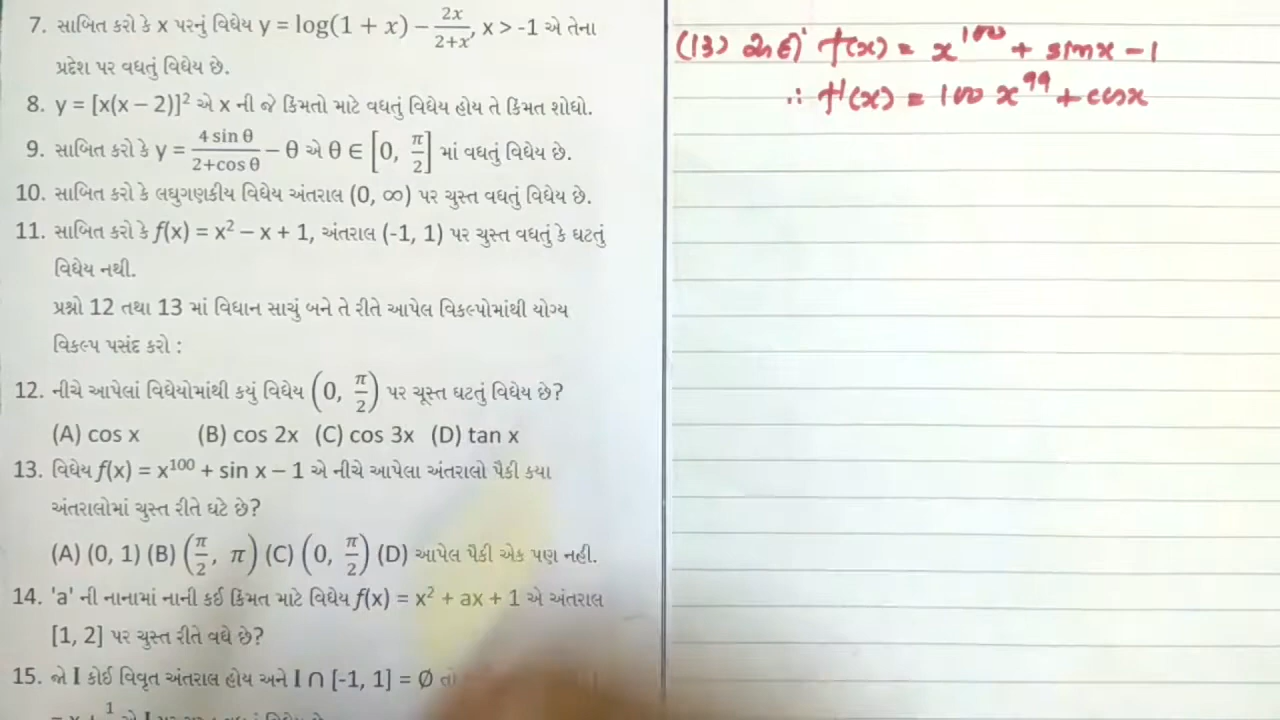 7. સાબિત કરો કે x પરનું વિધેય y = log(1 + x) − 2x/2+x, x > -1 એ તેના
પ્રદેશ પર વધતું વિધેય છે.
8. y = [x(x − 2)]² એ x ની જે કિંમતો માટે વધતું વિધેય હોય તે કિંમત શોધો.
9. સાબિત કરો કે y = 4 sin θ/2+cos θ − θ એ θ ∈ [0, π/2] માં વધતું વિધેય છે.
10. સાબિત કરો કે લઘુગણકીય વિધેય અંતરાલ (0, ∞) પર ચુસ્ત વધતું વિધેય છે.
11. સાબિત કરો કે f(x) = x² − x + 1, અંતરાલ (-1, 1) પર ચુસ્ત વધતું કે ઘટતું
વિધેય નથી.
પ્રશ્નો 12 તથા 13 માં વિધાન સાચું બને તે રીતે આપેલ વિકલ્પોમાંથી યોગ્ય
વિકલ્પ પસંદ કરો :
12. નીચે આપેલાં વિધેયોમાંથી કયું વિધેય (0, π/2) પર ચૂસ્ત ઘટતું વિધેય છે?
(A) cos x (B) cos 2x (C) cos 3x (D) tan x
13. વિધેય f(x) = x¹⁰⁰ + sin x − 1 એ નીચે આપેલા અંતરાલો પૈકી કયા
અંતરાલોમાં ચુસ્ત રીતે ઘટે છે?
(A) (0, 1) (B) (π/2, π) (C) (0, π/2) (D) આપેલ પૈકી એક પણ નહી.
14. 'a' ની નાનામાં નાની કઈ કિંમત માટે વિધેય f(x) = x² + ax + 1 એ અંતરાલ
[1, 2] પર ચુસ્ત રીતે વધે છે?
15. જો I કોઈ વિવૃત અંતરાલ હોય અને I ∩ [-1, 1] = ∅ તો
(13) અહીં f(x) = x¹⁰⁰ + sinx − 1
∴ f'(x) = 100 x⁹⁹ + cosx